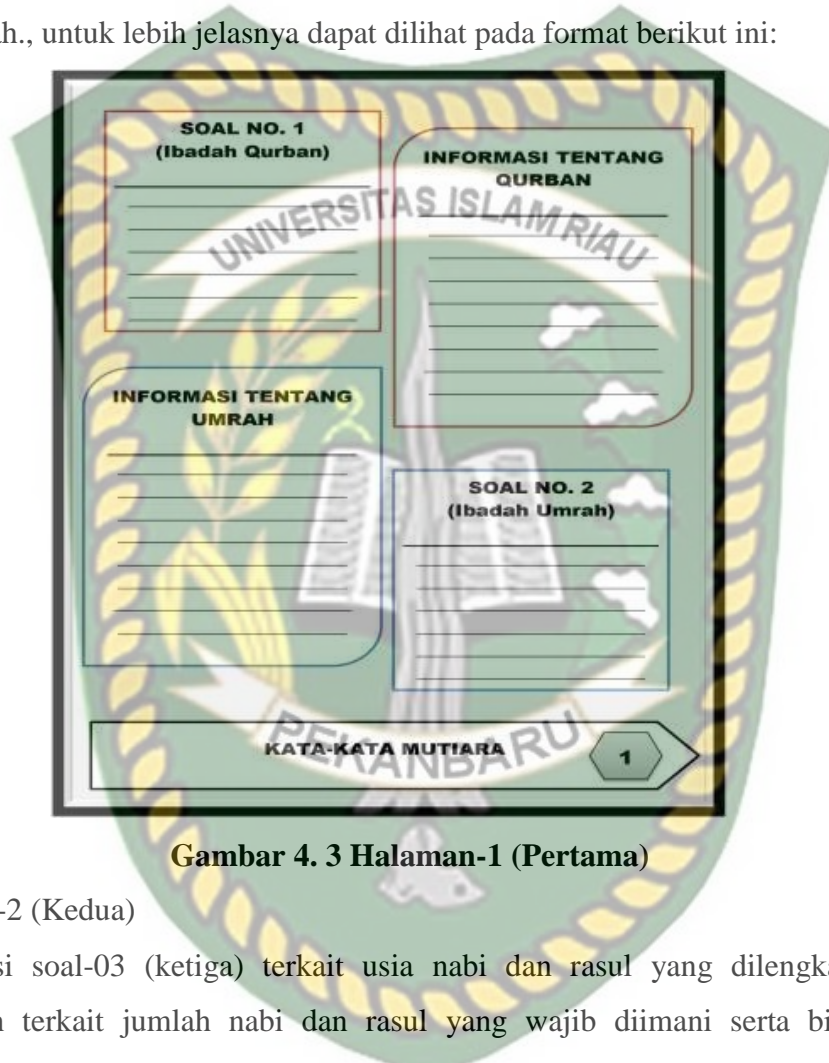 ah., untuk lebih jelasnya dapat dilihat pada format berikut ini:
SOAL NO. 1
(Ibadah Qurban)
INFORMASI TENTANG
QURBAN
UNIVERSITAS ISLAM RIAU
INFORMASI TENTANG
UMRAH
SOAL NO. 2
(Ibadah Umrah)
KATA-KATA MUTIARA
1
PEKANBARU
Gambar 4. 3 Halaman-1 (Pertama)
-2 (Kedua)
si soal-03 (ketiga) terkait usia nabi dan rasul yang dilengka
n terkait jumlah nabi dan rasul yang wajib diimani serta bi